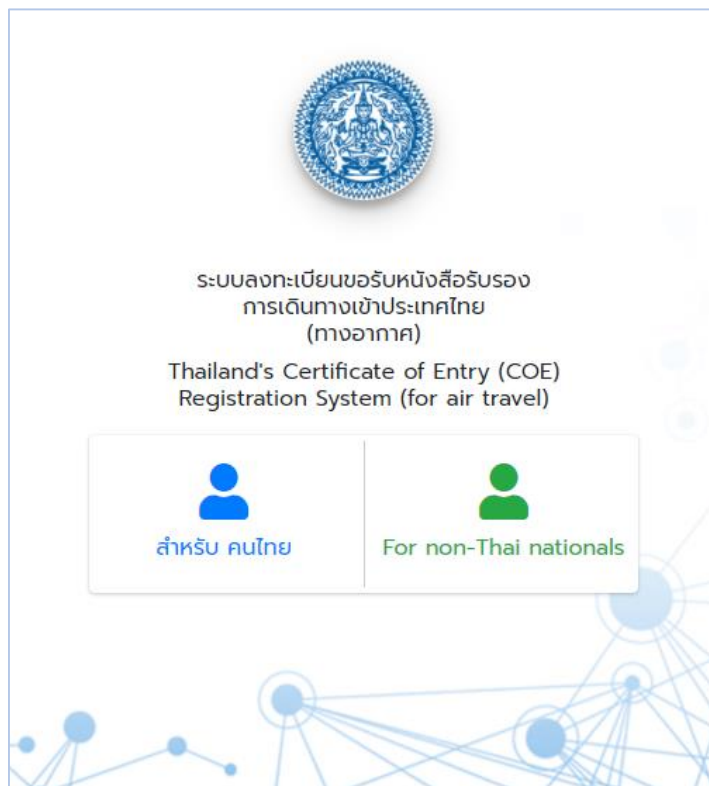 ระบบลงทะเบียนขอรับหนังสือรับรอง
การเดินทางเข้าประเทศไทย
(ทางอากาศ)
Thailand's Certificate of Entry (COE)
Registration System (for air travel)
สำหรับ คนไทย
For non-Thai nationals